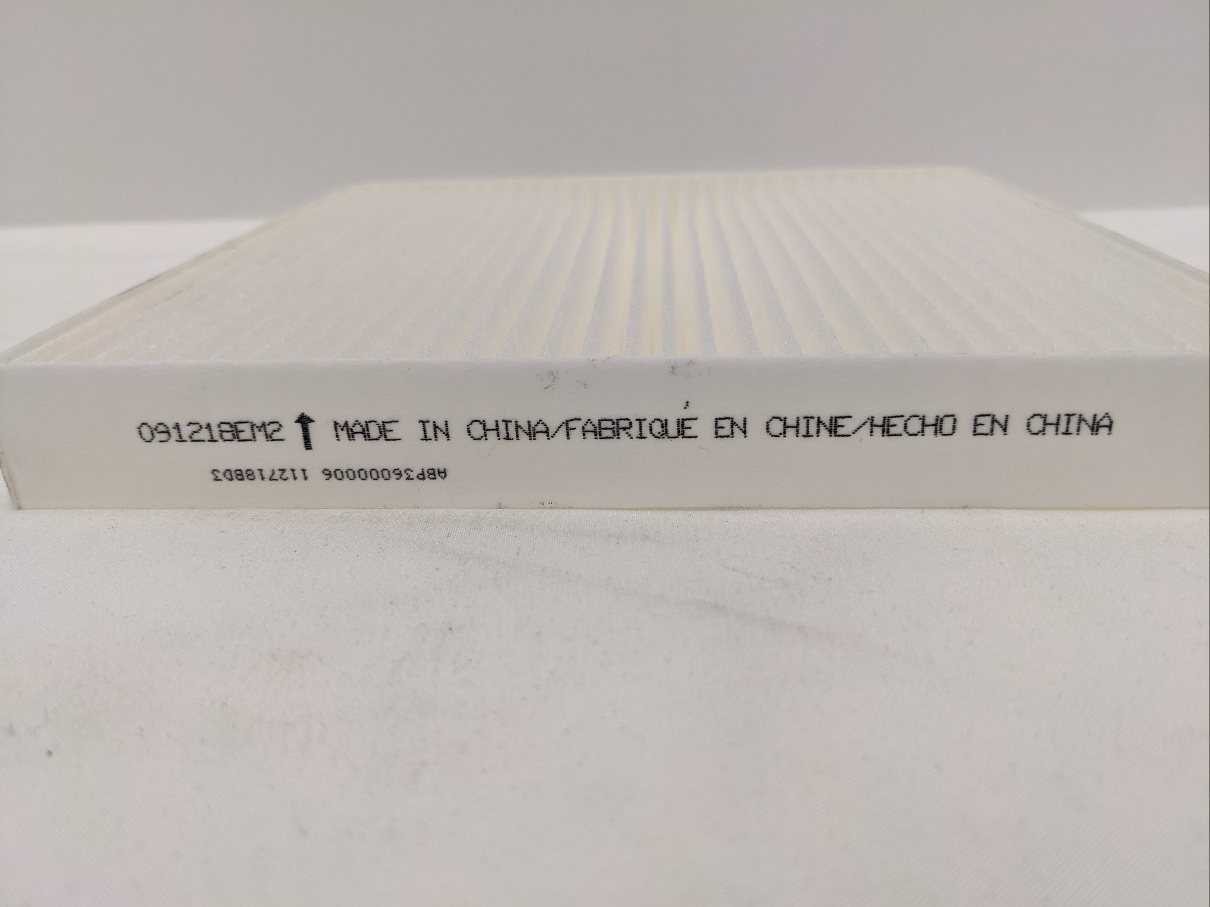 091218EM2 ↑ MADE IN CHINA/FABRIQUÉ EN CHINE/HECHO EN CHINA
ABP36000006 112718BD3